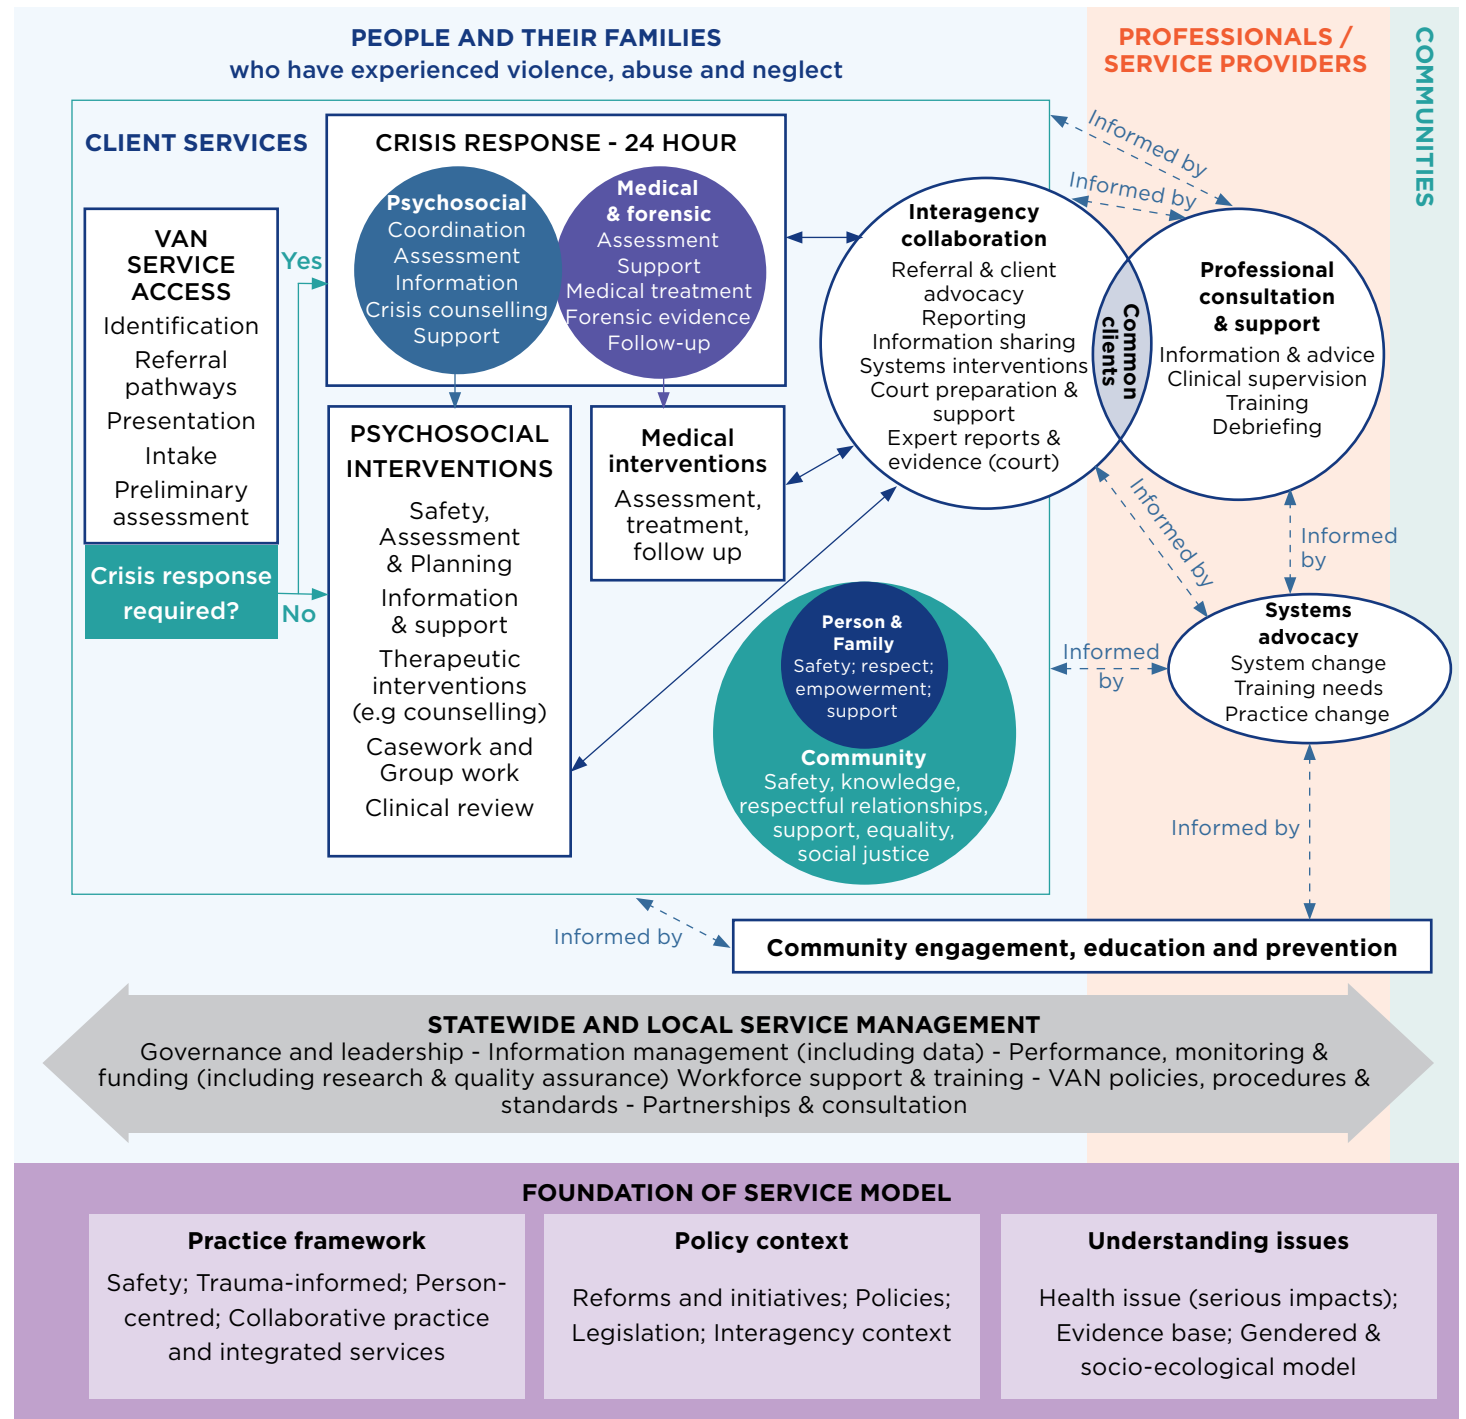 PEOPLE AND THEIR FAMILIES
who have experienced violence, abuse and neglect
PROFESSIONALS /
SERVICE PROVIDERS
COMMUNITIES
CLIENT SERVICES
VAN
SERVICE
ACCESS
Identification
Referral
pathways
Presentation
Intake
Preliminary
assessment
Crisis response
required?
Yes
No
CRISIS RESPONSE - 24 HOUR
Psychosocial
Coordination
Assessment
Information
Crisis counselling
Support
Medical
& forensic
Assessment
Support
Medical treatment
Forensic evidence
Follow-up
PSYCHOSOCIAL
INTERVENTIONS
Safety,
Assessment
& Planning
Information
& support
Therapeutic
interventions
(e.g counselling)
Casework and
Group work
Clinical review
Medical
interventions
Assessment,
treatment,
follow up
Interagency
collaboration
Referral & client
advocacy
Reporting
Information sharing
Systems interventions
Court preparation &
support
Expert reports &
evidence (court)
Common
clients
Professional
consultation
& support
Information & advice
Clinical supervision
Training
Debriefing
Informed by
Informed by
Informed by
Informed
by
Informed
by
Systems
advocacy
System change
Training needs
Practice change
Person &
Family
Safety; respect;
empowerment;
support
Community
Safety, knowledge,
respectful relationships,
support, equality,
social justice
Informed by
Informed by
Community engagement, education and prevention
STATEWIDE AND LOCAL SERVICE MANAGEMENT
Governance and leadership - Information management (including data) - Performance, monitoring &
funding (including research & quality assurance) Workforce support & training - VAN policies, procedures &
standards - Partnerships & consultation
FOUNDATION OF SERVICE MODEL
Practice framework
Safety; Trauma-informed; Person-
centred; Collaborative practice
and integrated services
Policy context
Reforms and initiatives; Policies;
Legislation; Interagency context
Understanding issues
Health issue (serious impacts);
Evidence base; Gendered &
socio-ecological model